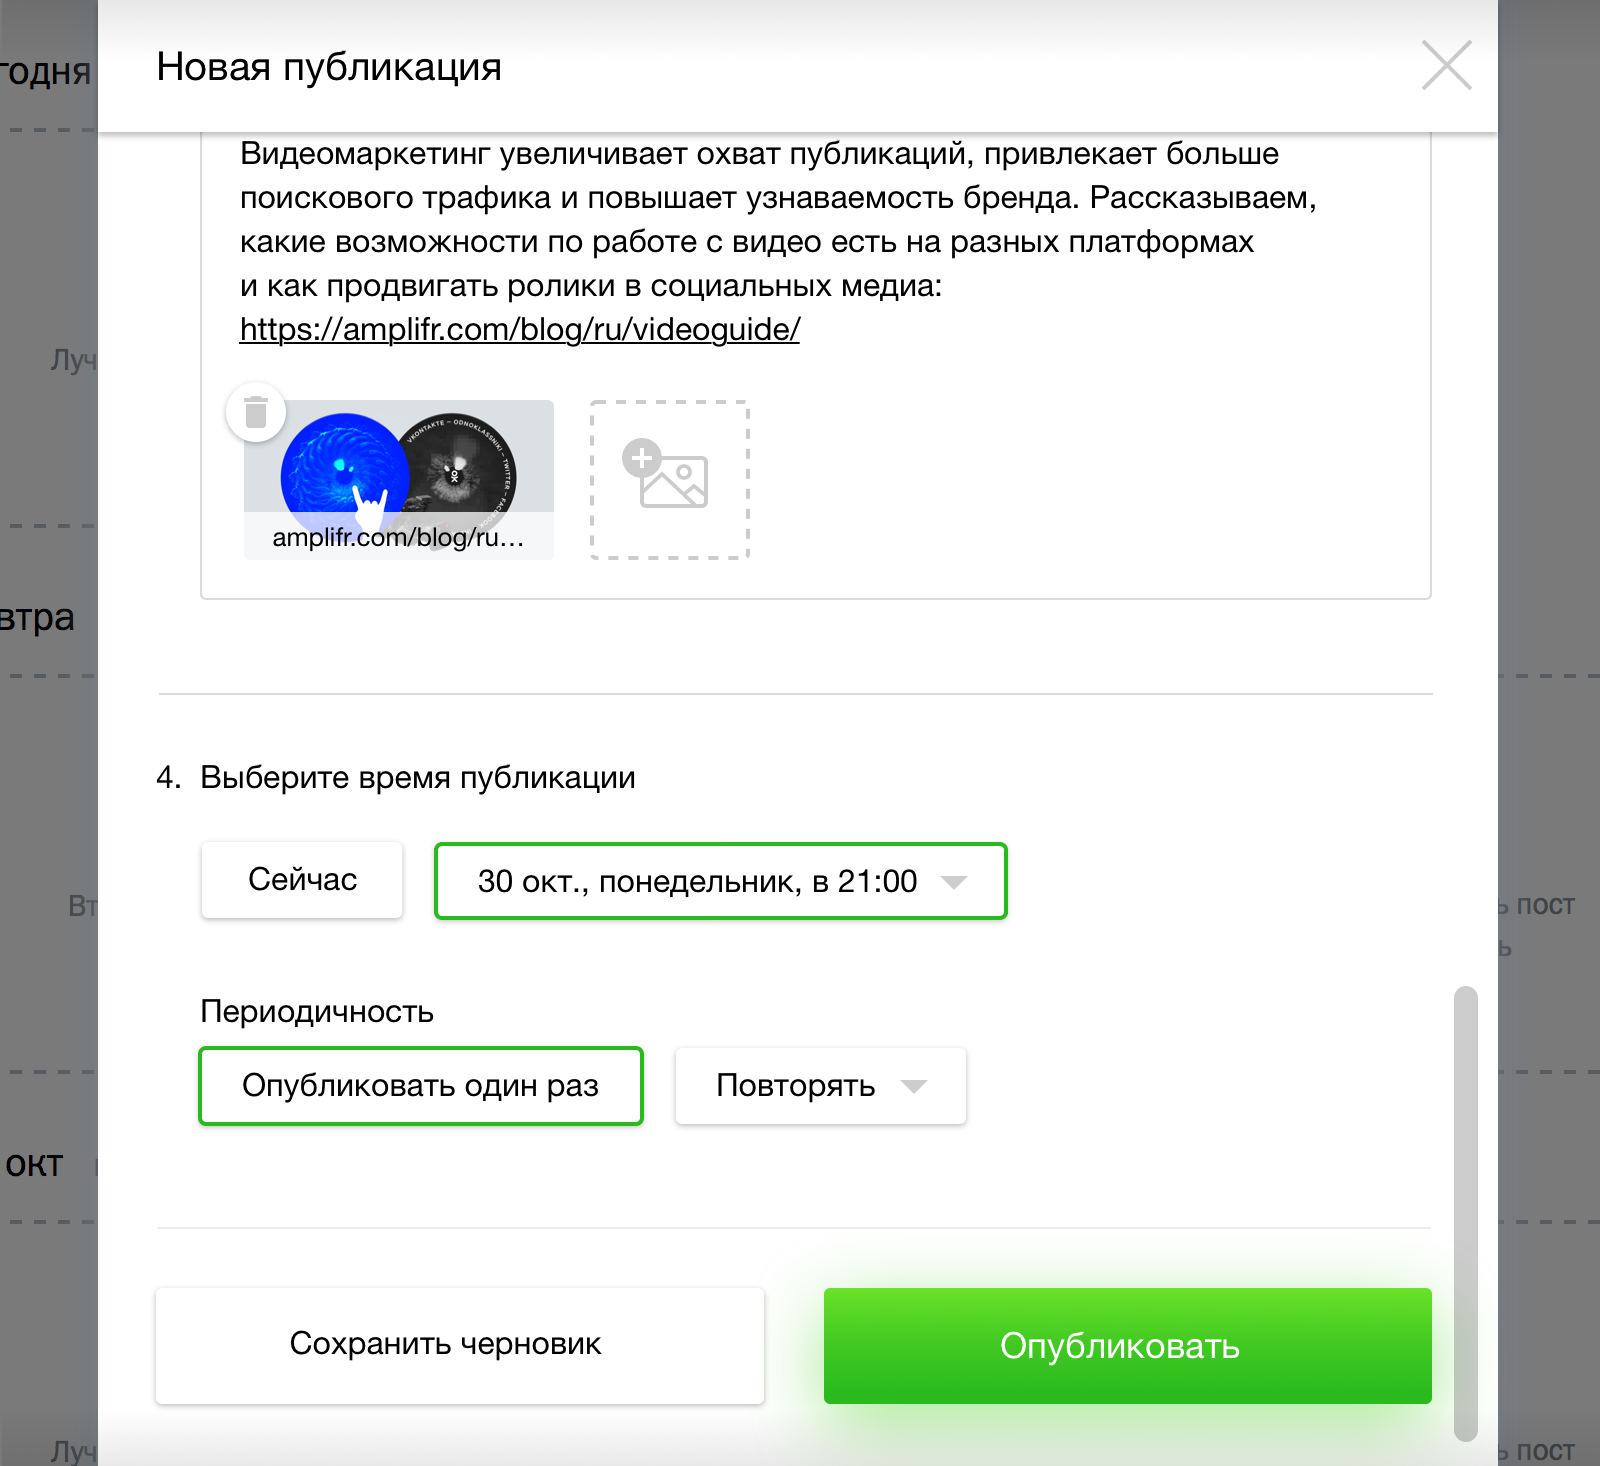 Новая публикация
Видеомаркетинг увеличивает охват публикаций, привлекает больше
поискового трафика и повышает узнаваемость бренда. Рассказываем,
какие возможности по работе с видео есть на разных платформах
и как продвигать ролики в социальных медиа:
https://amplifr.com/blog/ru/videoguide/
VKONTAKTE – ODNOKLASSNIKI – TWITTER – FACEBOOK
amplifr.com/blog/ru...
4. Выберите время публикации
Сейчас
30 окт., понедельник, в 21:00
Периодичность
Опубликовать один раз
Повторять
Сохранить черновик
Опубликовать
годня
Луч
втра
Вт
ь пост
ь
окт
Луч
ь пост